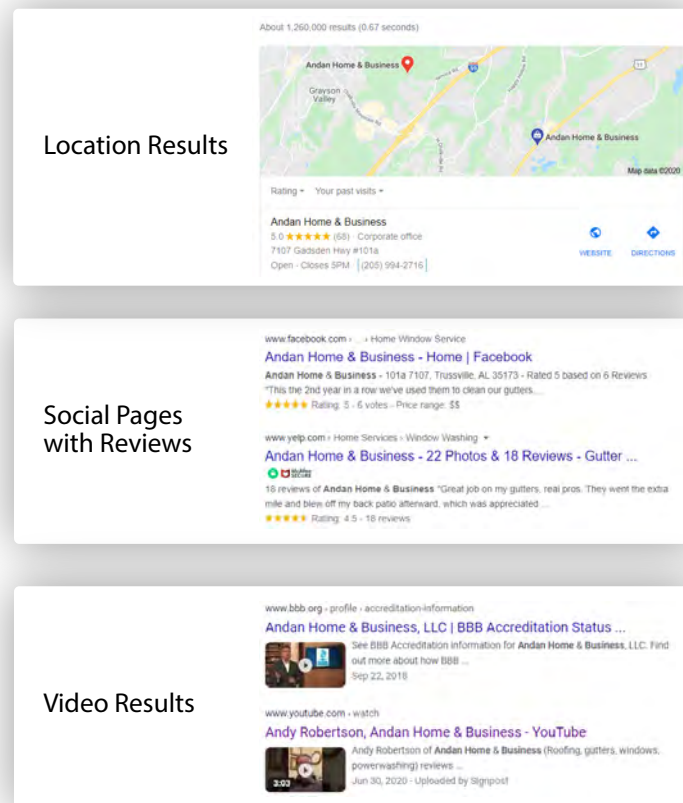 About 1,260,000 results (0.67 seconds)
Andan Home & Business
Grayson
Valley
Andan Home & Business
Map data ©2020
Rating Your past visits
Location Results
Andan Home & Business
5.0 ★★★★★ (68) · Corporate office
7107 Gadsden Hwy #101a
Open · Closes 5PM · (205) 994-2716
WEBSITE
DIRECTIONS
www.facebook.com › ... › Home Window Service
Andan Home & Business - Home | Facebook
Andan Home & Business - 101a 7107, Trussville, AL 35173 - Rated 5 based on 6 Reviews
"This the 2nd year in a row we've used them to clean our gutters....
★★★★★ Rating: 5 - 6 votes - Price range: $$
Social Pages
with Reviews
www.yelp.com › Home Services › Window Washing
Andan Home & Business - 22 Photos & 18 Reviews - Gutter ...
McAfee
SECURE
18 reviews of Andan Home & Business "Great job on my gutters, real pros. They went the extra
mile and blew off my back patio afterward, which was appreciated ...
Rating: 4.5 - 18 reviews
www.bbb.org › profile › accreditation-information
Andan Home & Business, LLC | BBB Accreditation Status ...
See BBB Accreditation information for Andan Home & Business, LLC. Find
out more about how BBB ...
Sep 22, 2018
Video Results
www.youtube.com › watch
Andy Robertson, Andan Home & Business - YouTube
Andy Robertson of Andan Home & Business (Roofing, gutters, windows,
powerwashing) reviews ...
3:03
Jun 30, 2020 - Uploaded by Signpost